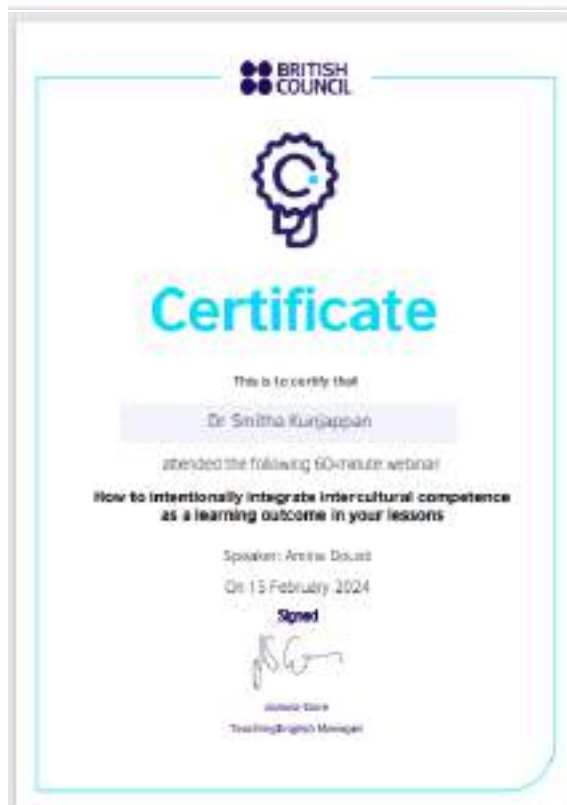 BRITISH
COUNCIL
Certificate
This is to certify that
Dr Smitha Kunjappan
attended the following 60-minute webinar
How to intentionally integrate intercultural competence
as a learning outcome in your lessons
Speaker: Amina Douidi
On 15 February 2024
Signed
TeachingEnglish Manager